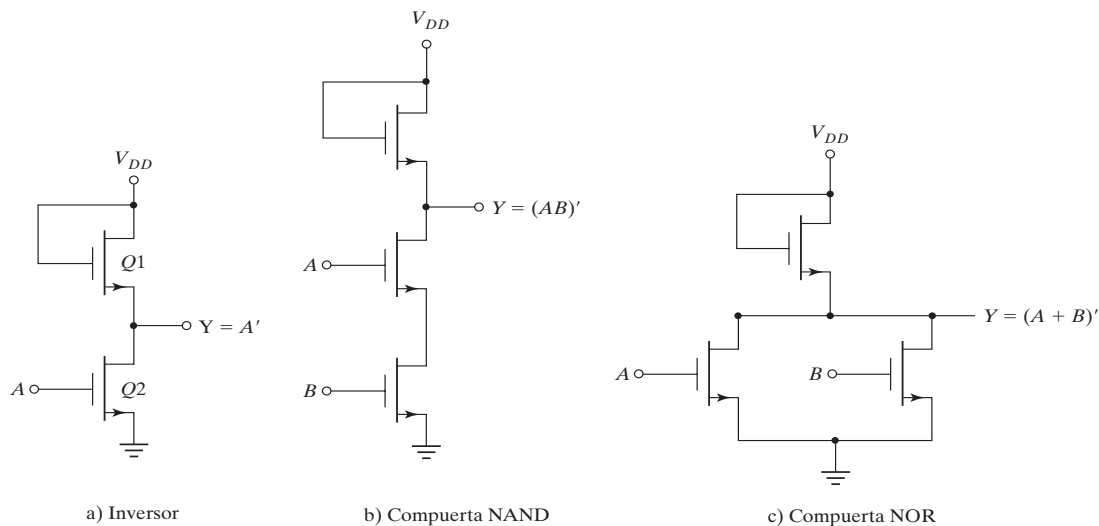 V_DD
Q1
Y = A'
A
Q2
a) Inversor
V_DD
Y = (AB)'
A
B
b) Compuerta NAND
V_DD
Y = (A + B)'
A
B
c) Compuerta NOR